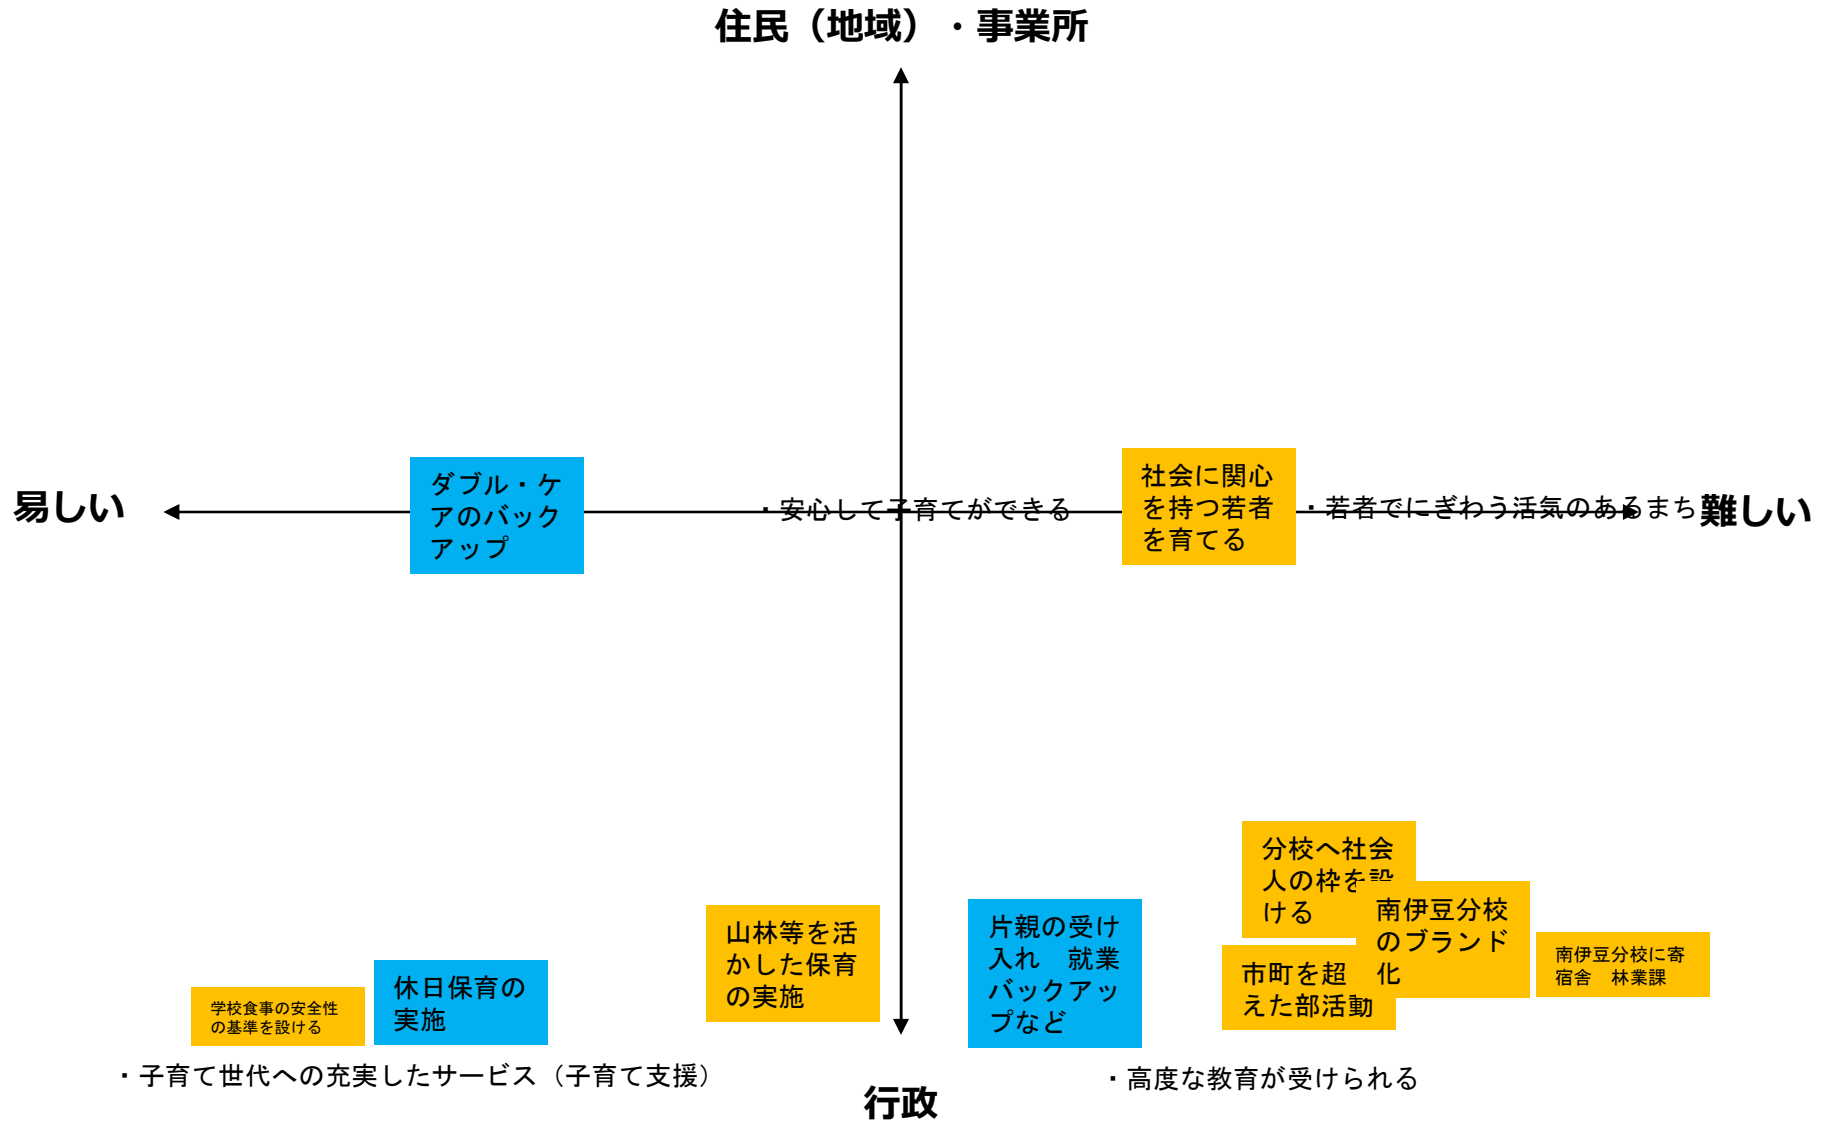 住民（地域）・事業所
易しい
ダブル・ケ
アのバック
アップ
・安心して子育てができる
社会に関心
を持つ若者
を育てる
・若者でにぎわう活気のあるまち
難しい
分校へ社会
人の枠を設
ける
南伊豆分校
のブランド
化
市町を超
えた部活動
南伊豆分校に寄
宿舎　林業課
山林等を活
かした保育
の実施
片親の受け
入れ　就業
バックアッ
プなど
休日保育の
実施
学校食事の安全性
の基準を設ける
・子育て世代への充実したサービス（子育て支援）
・高度な教育が受けられる
行政